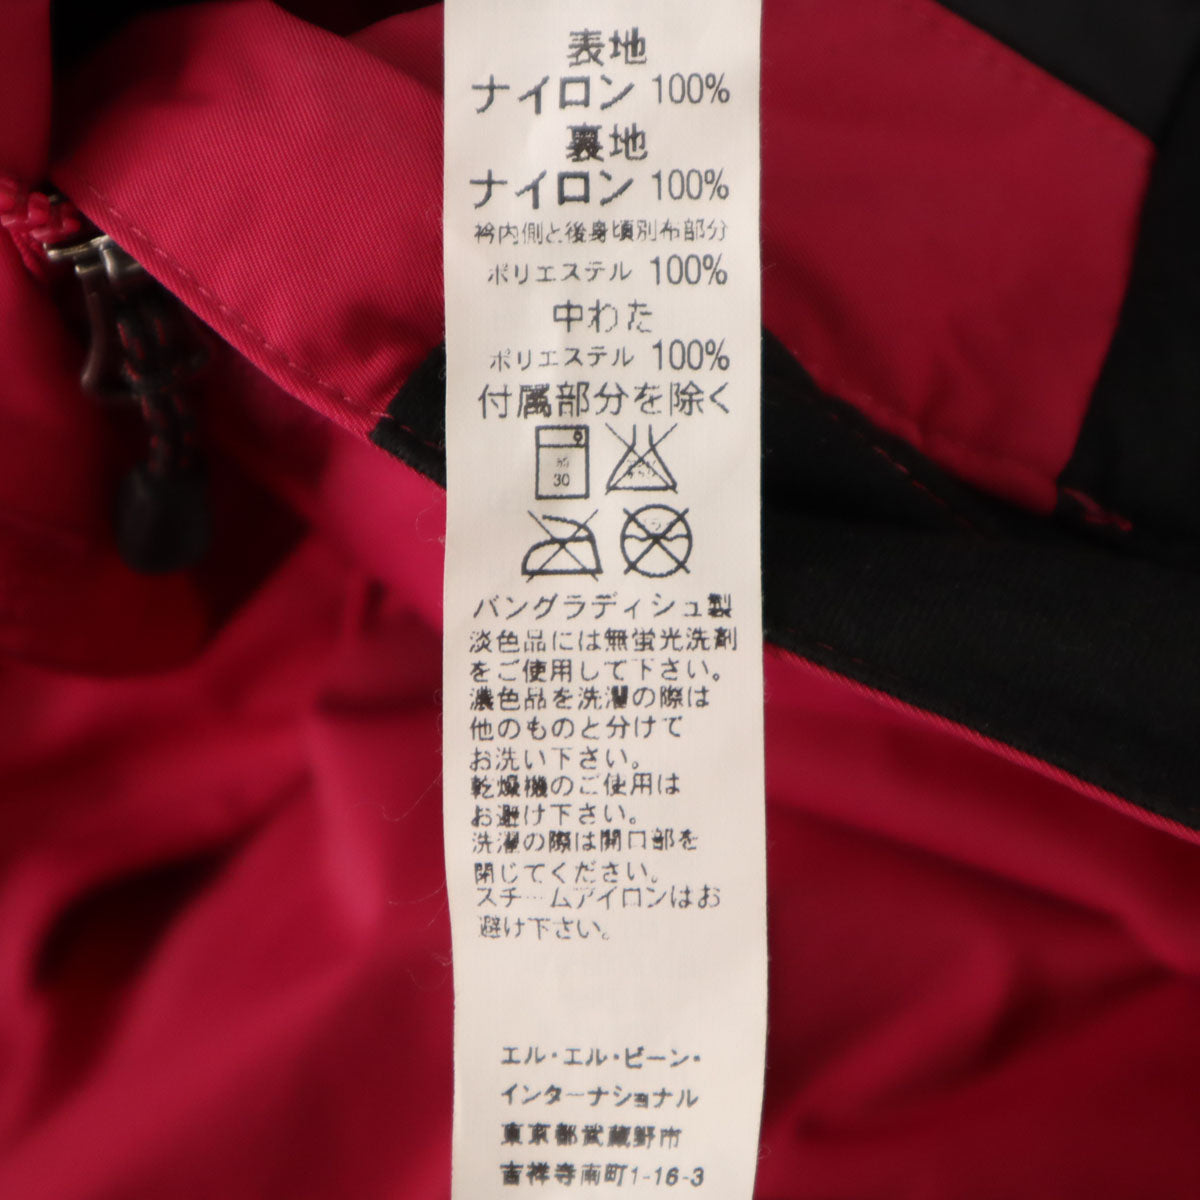 表地
ナイロン 100%
裏地
ナイロン 100%
衿内側と後身頃別布部分
ポリエステル 100%
中わた
ポリエステル 100%
付属部分を除く
30
バングラディシュ製
淡色品には無蛍光洗剤
をご使用して下さい。
濃色品を洗濯の際は
他のものと分けて
お洗い下さい。
乾燥機のご使用は
お避け下さい。
洗濯の際は開口部を
閉じてください。
スチームアイロンはお
避け下さい。
エル・エル・ビーン・
インターナショナル
東京都武蔵野市
吉祥寺南町1-16-3